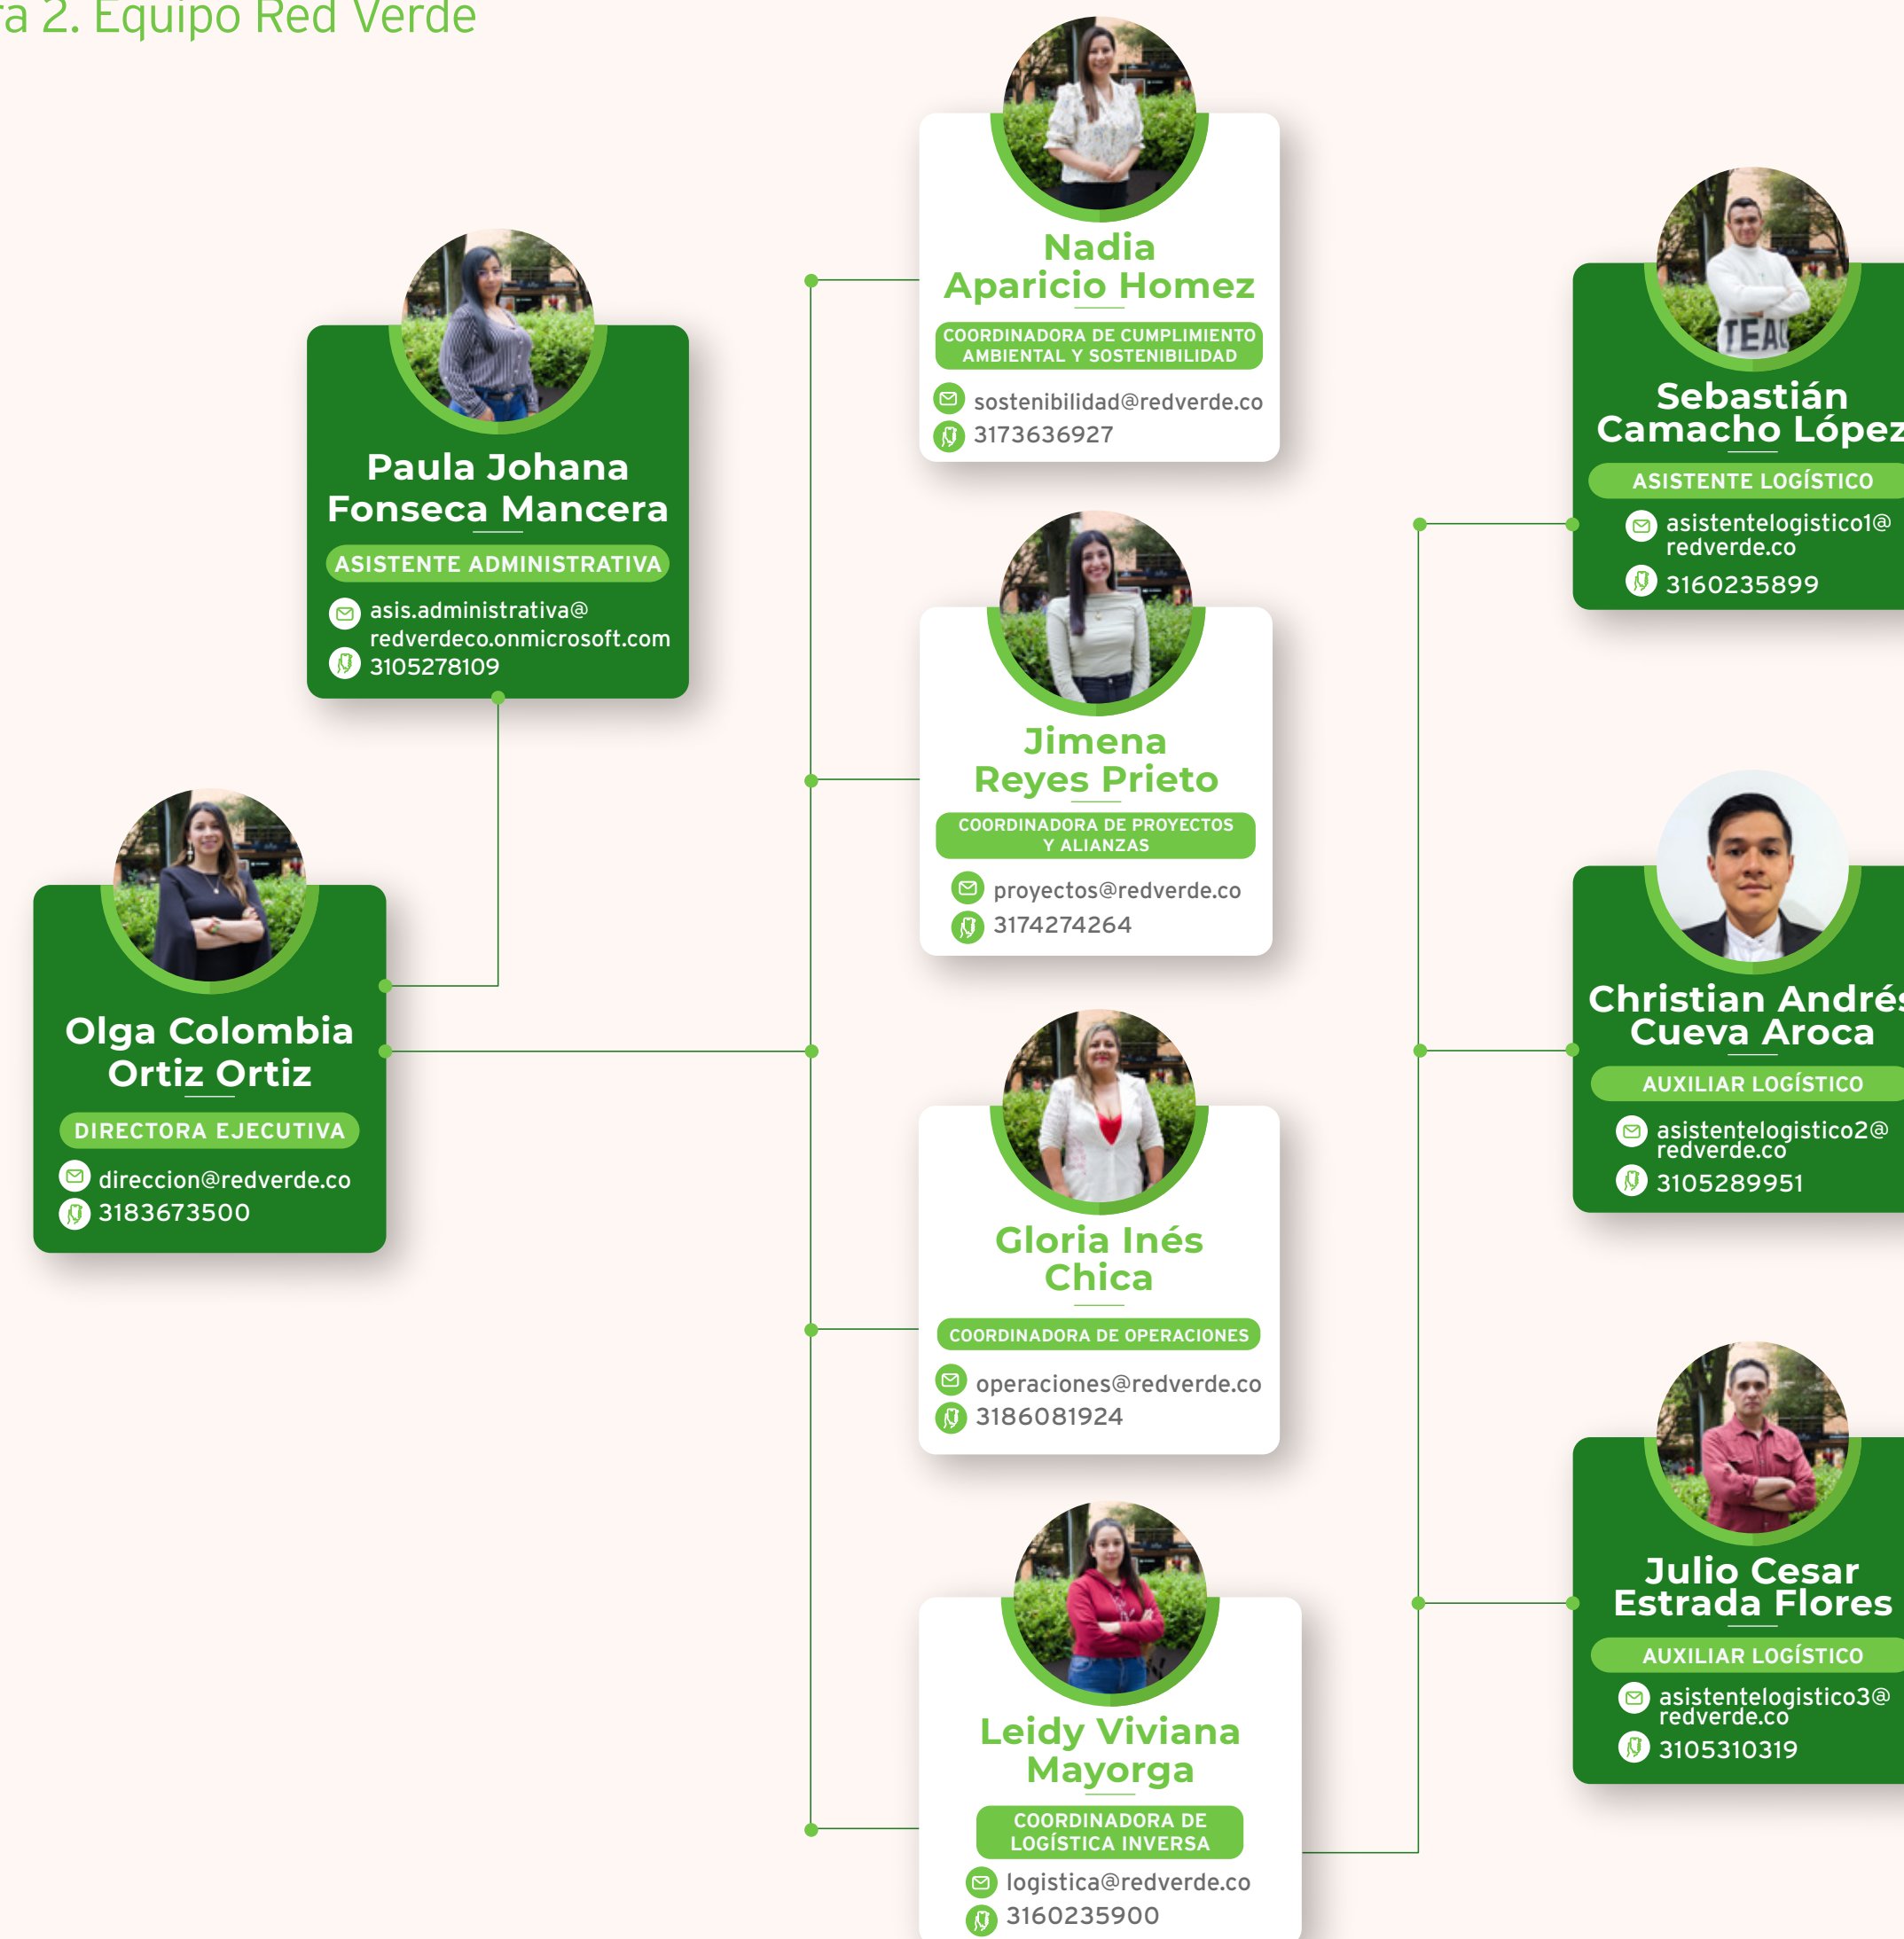 2. Equipo Red Verde
Olga Colombia
Ortiz Ortiz
DIRECTORA EJECUTIVA
direccion@redverde.co
3183673500
Paula Johana
Fonseca Mancera
ASISTENTE ADMINISTRATIVA
asis.administrativa@
redverdeco.onmicrosoft.com
3105278109
Nadia
Aparicio Homez
COORDINADORA DE CUMPLIMIENTO
AMBIENTAL Y SOSTENIBILIDAD
sostenibilidad@redverde.co
3173636927
Jimena
Reyes Prieto
COORDINADORA DE PROYECTOS
Y ALIANZAS
proyectos@redverde.co
3174274264
Gloria Inés
Chica
COORDINADORA DE OPERACIONES
operaciones@redverde.co
3186081924
Leidy Viviana
Mayorga
COORDINADORA DE
LOGÍSTICA INVERSA
logistica@redverde.co
3160235900
Sebastián
Camacho López
ASISTENTE LOGÍSTICO
asistentelogistico1@
redverde.co
3160235899
Christian Andrés
Cueva Aroca
AUXILIAR LOGÍSTICO
asistentelogistico2@
redverde.co
3105289951
Julio Cesar
Estrada Flores
AUXILIAR LOGÍSTICO
asistentelogistico3@
redverde.co
3105310319